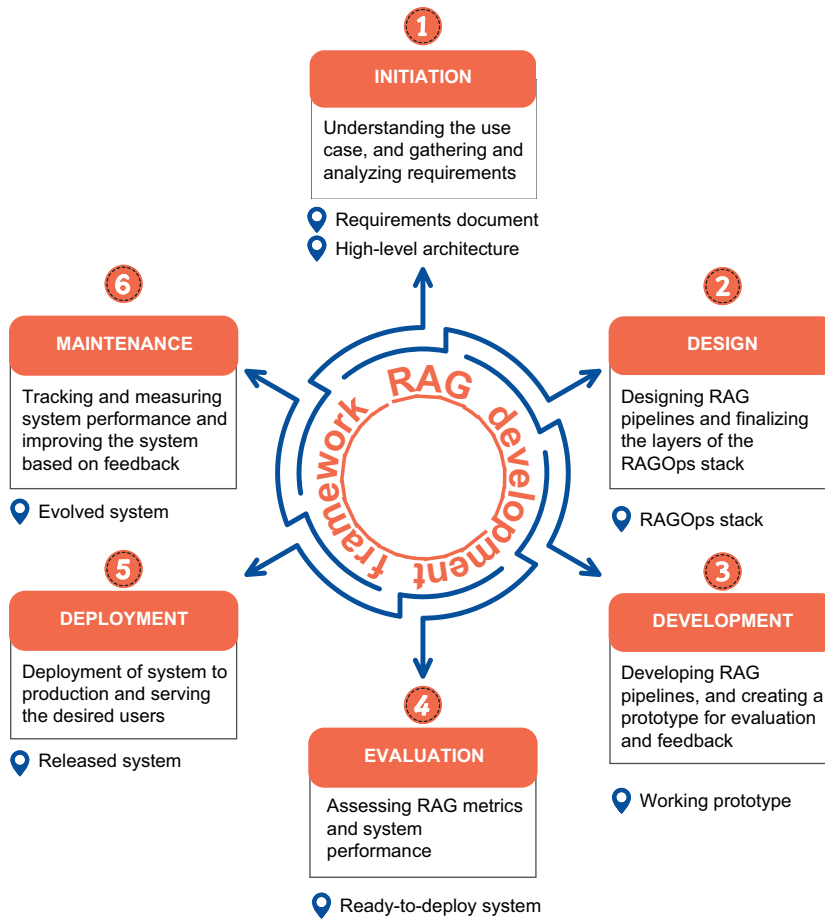 1
INITIATION
Understanding the use
case, and gathering and
analyzing requirements
Requirements document
High-level architecture
2
DESIGN
Designing RAG
pipelines and finalizing
the layers of the
RAGOps stack
RAGOps stack
3
DEVELOPMENT
Developing RAG
pipelines, and creating a
prototype for evaluation
and feedback
Working prototype
4
EVALUATION
Assessing RAG metrics
and system
performance
Ready-to-deploy system
5
DEPLOYMENT
Deployment of system to
production and serving
the desired users
Released system
6
MAINTENANCE
Tracking and measuring
system performance and
improving the system
based on feedback
Evolved system
RAG development framework